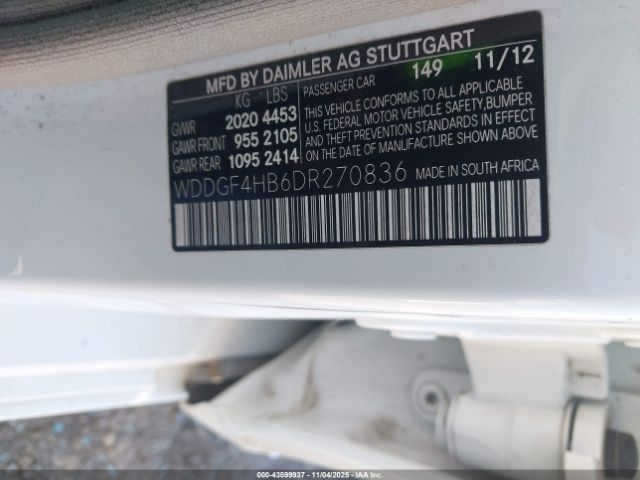 MFD BY DAIMLER AG STUTTGART
KG LBS
GVWR 2020 4453
GAWR FRONT 955 2105
GAWR REAR 1095 2414
PASSENGER CAR 149 11/12
THIS VEHICLE CONFORMS TO ALL APPLICABLE
U.S. FEDERAL MOTOR VEHICLE SAFETY,BUMPER
AND THEFT PREVENTION STANDARDS IN EFFECT
ON THE DATE OF MANUFACTURE SHOWN ABOVE.
WDDGF4HB6DR270836 MADE IN SOUTH AFRICA
000-43599937 - 11/04/2025 - IAA Inc.